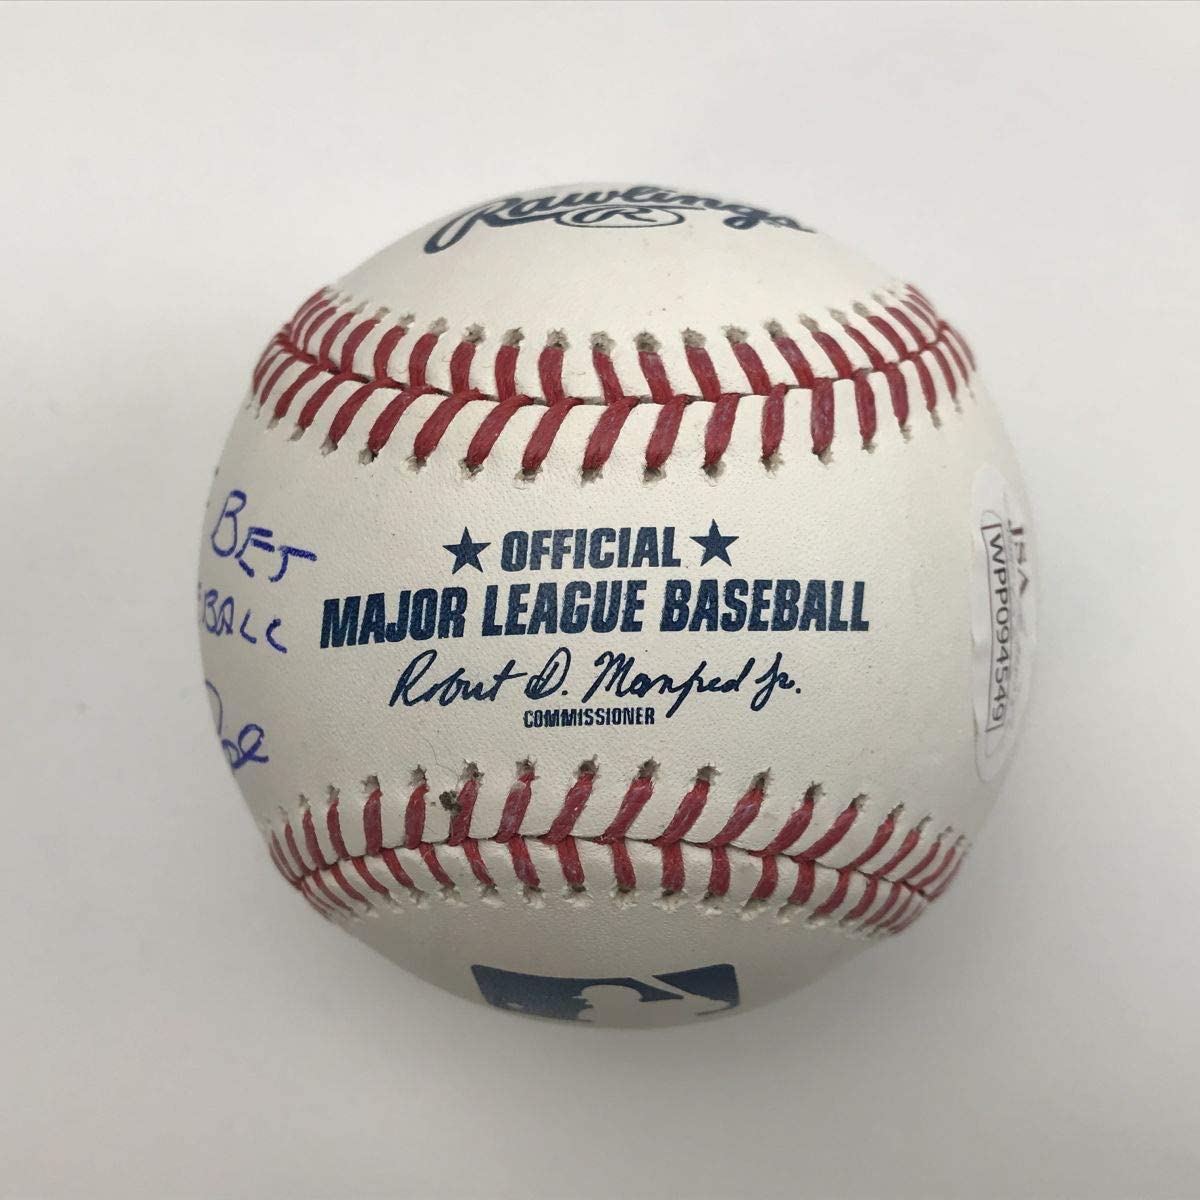 Rawlings
R
OFFICIAL
MAJOR LEAGUE BASEBALL
Robert D. Manfred Jr.
COMMISSIONER
BET
BALL
JSA
WPP094549